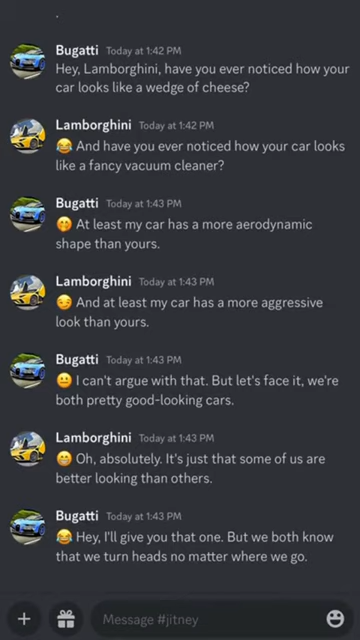 Bugatti Today at 1:42 PM
Hey, Lamborghini, have you ever noticed how your
car looks like a wedge of cheese?
Lamborghini Today at 1:42 PM
😂 And have you ever noticed how your car looks
like a fancy vacuum cleaner?
Bugatti Today at 1:43 PM
🤭 At least my car has a more aerodynamic
shape than yours.
Lamborghini Today at 1:43 PM
😏 And at least my car has a more aggressive
look than yours.
Bugatti Today at 1:43 PM
😐 I can't argue with that. But let's face it, we're
both pretty good-looking cars.
Lamborghini Today at 1:43 PM
😁 Oh, absolutely. It's just that some of us are
better looking than others.
Bugatti Today at 1:43 PM
😂 Hey, I'll give you that one. But we both know
that we turn heads no matter where we go.
Message #jitney